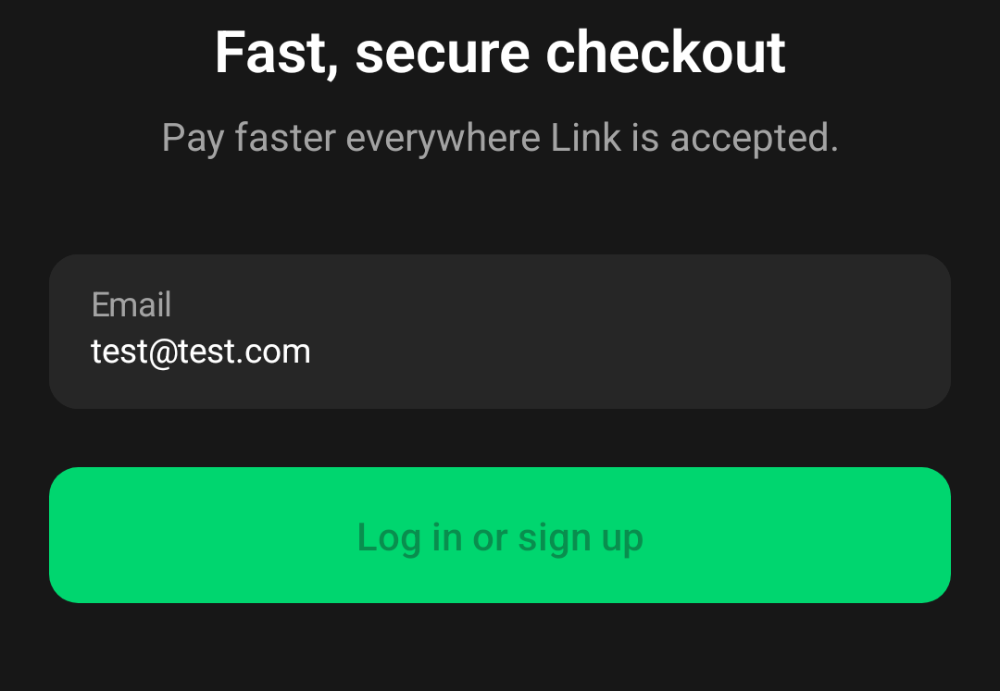 Fast, secure checkout
Pay faster everywhere Link is accepted.
Email
test@test.com
Log in or sign up